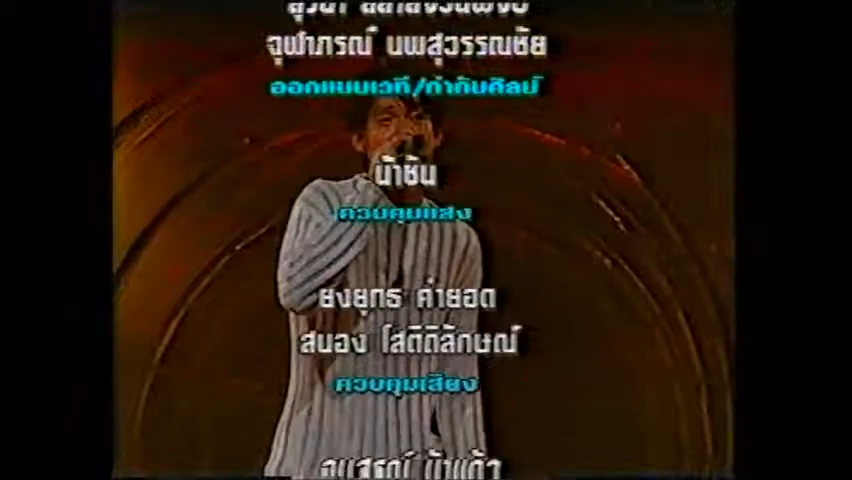 จุฬาภรณ์ นพสุวรรณชัย
ออกแบบเวที/กำกับศิลป์
น้าชัน
ควบคุมแสง
ยงยุทธ คำยอด
สนอง โสตถิลักษณ์
ควบคุมเสียง